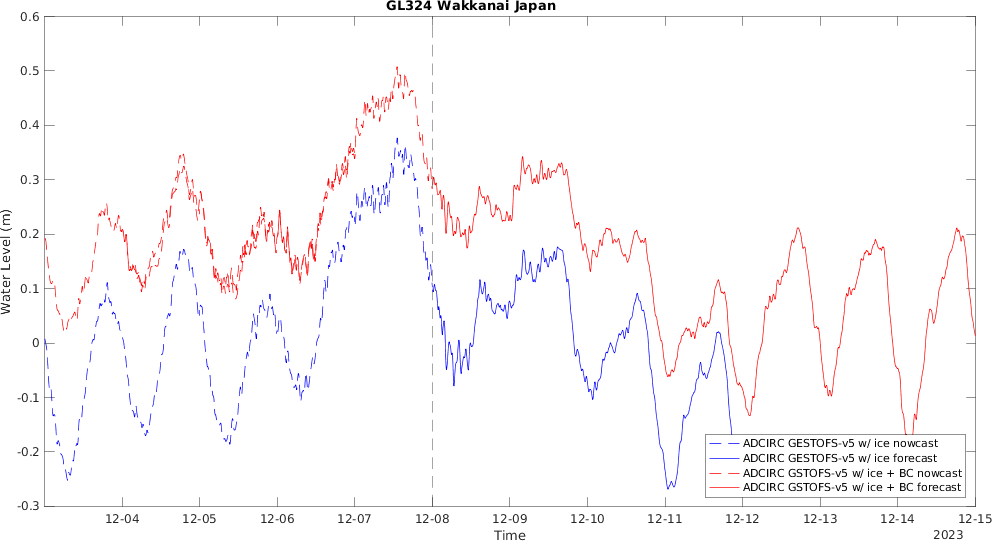 GL324 Wakkanai Japan
0.6
0.5
0.4
0.3
0.2
0.1
0
-0.1
-0.2
-0.3
Water Level (m)
ADCIRC GESTOFS-v5 w/ ice nowcast
ADCIRC GESTOFS-v5 w/ ice forecast
ADCIRC GSTOFS-v5 w/ ice + BC nowcast
ADCIRC GSTOFS-v5 w/ ice + BC forecast
12-04 12-05 12-06 12-07 12-08 12-09 12-10 12-11 12-12 12-13 12-14 12-15
Time
2023